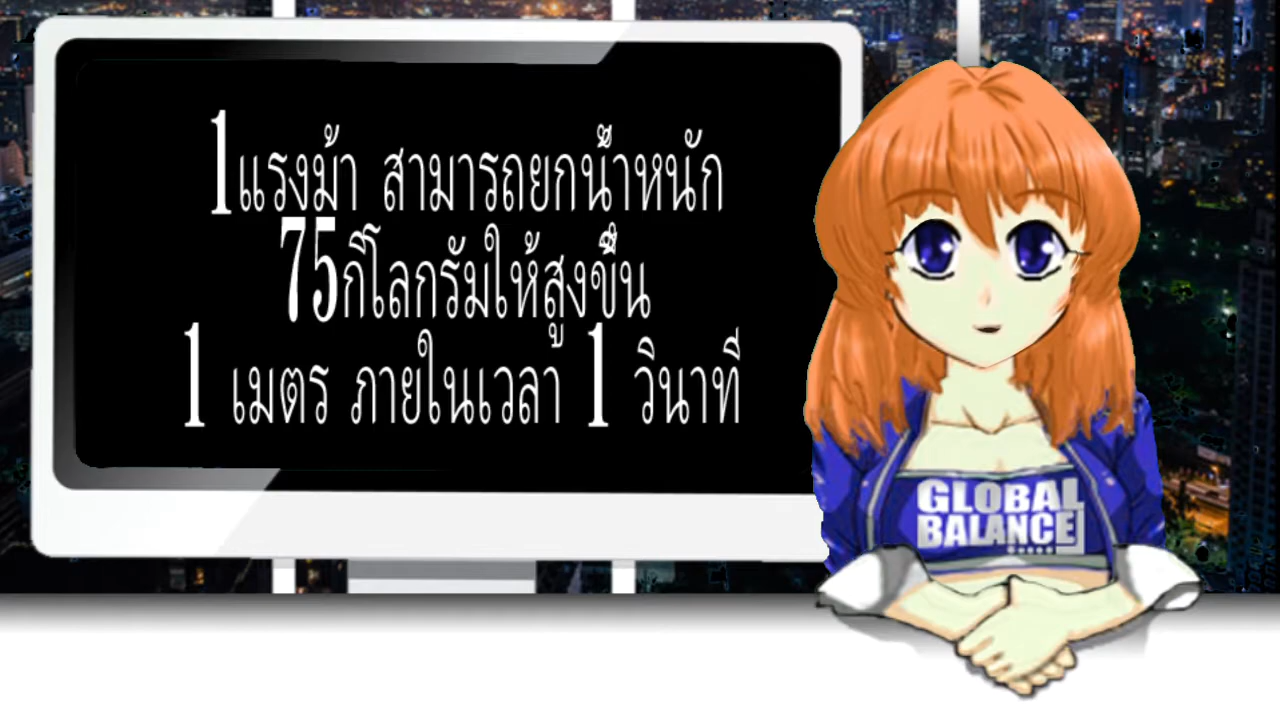 1แรงม้า สามารถยกน้ำหนัก
75กิโลกรัมให้สูงขึ้น
1 เมตร ภายในเวลา 1 วินาที
GLOBAL
BALANCE